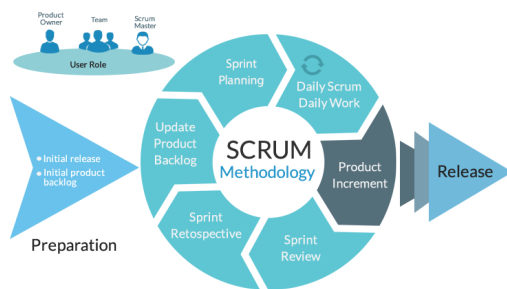 Product
Owner
Team
Scrum
Master
User Role
Sprint
Planning
Daily Scrum
Daily Work
Update
Product
Backlog
SCRUM
Methodology
Product
Increment
Release
• Initial release
• Initial product
backlog
Sprint
Retospective
Sprint
Review
Preparation